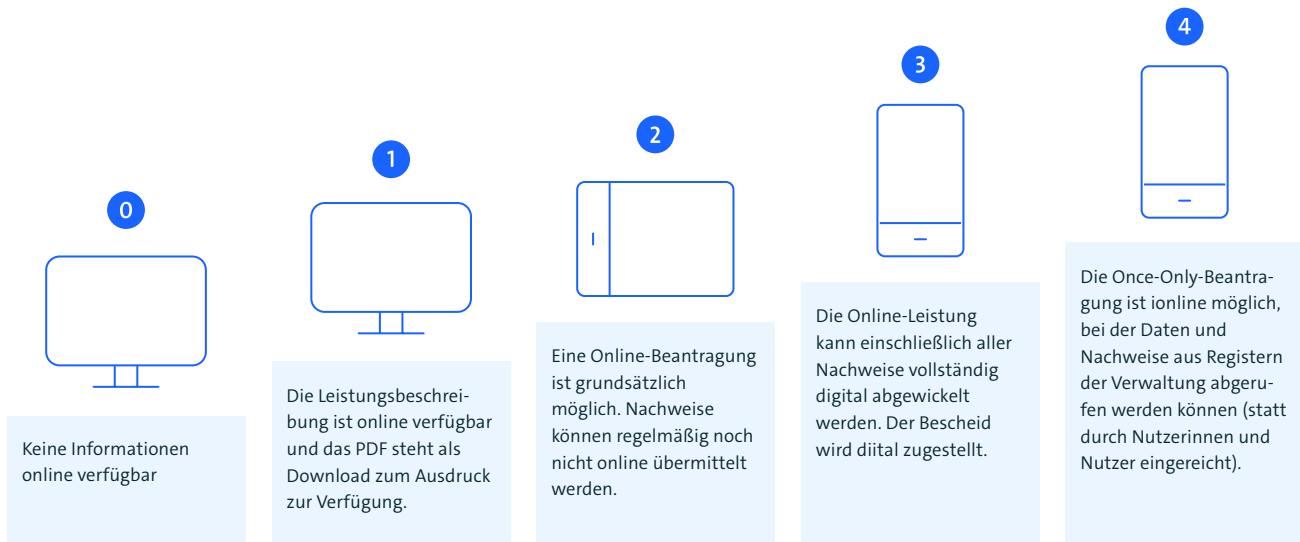 0
Keine Informationen
online verfügbar
1
Die Leistungsbeschrei-
bung ist online verfügbar
und das PDF steht als
Download zum Ausdruck
zur Verfügung.
2
Eine Online-Beantragung
ist grundsätzlich
möglich. Nachweise
können regelmäßig noch
nicht online übermittelt
werden.
3
Die Online-Leistung
kann einschließlich aller
Nachweise vollständig
digital abgewickelt
werden. Der Bescheid
wird diital zugestellt.
4
Die Once-Only-Beantra-
gung ist ionline möglich,
bei der Daten und
Nachweise aus Registern
der Verwaltung abgeru-
fen werden können (statt
durch Nutzerinnen und
Nutzer eingereicht).